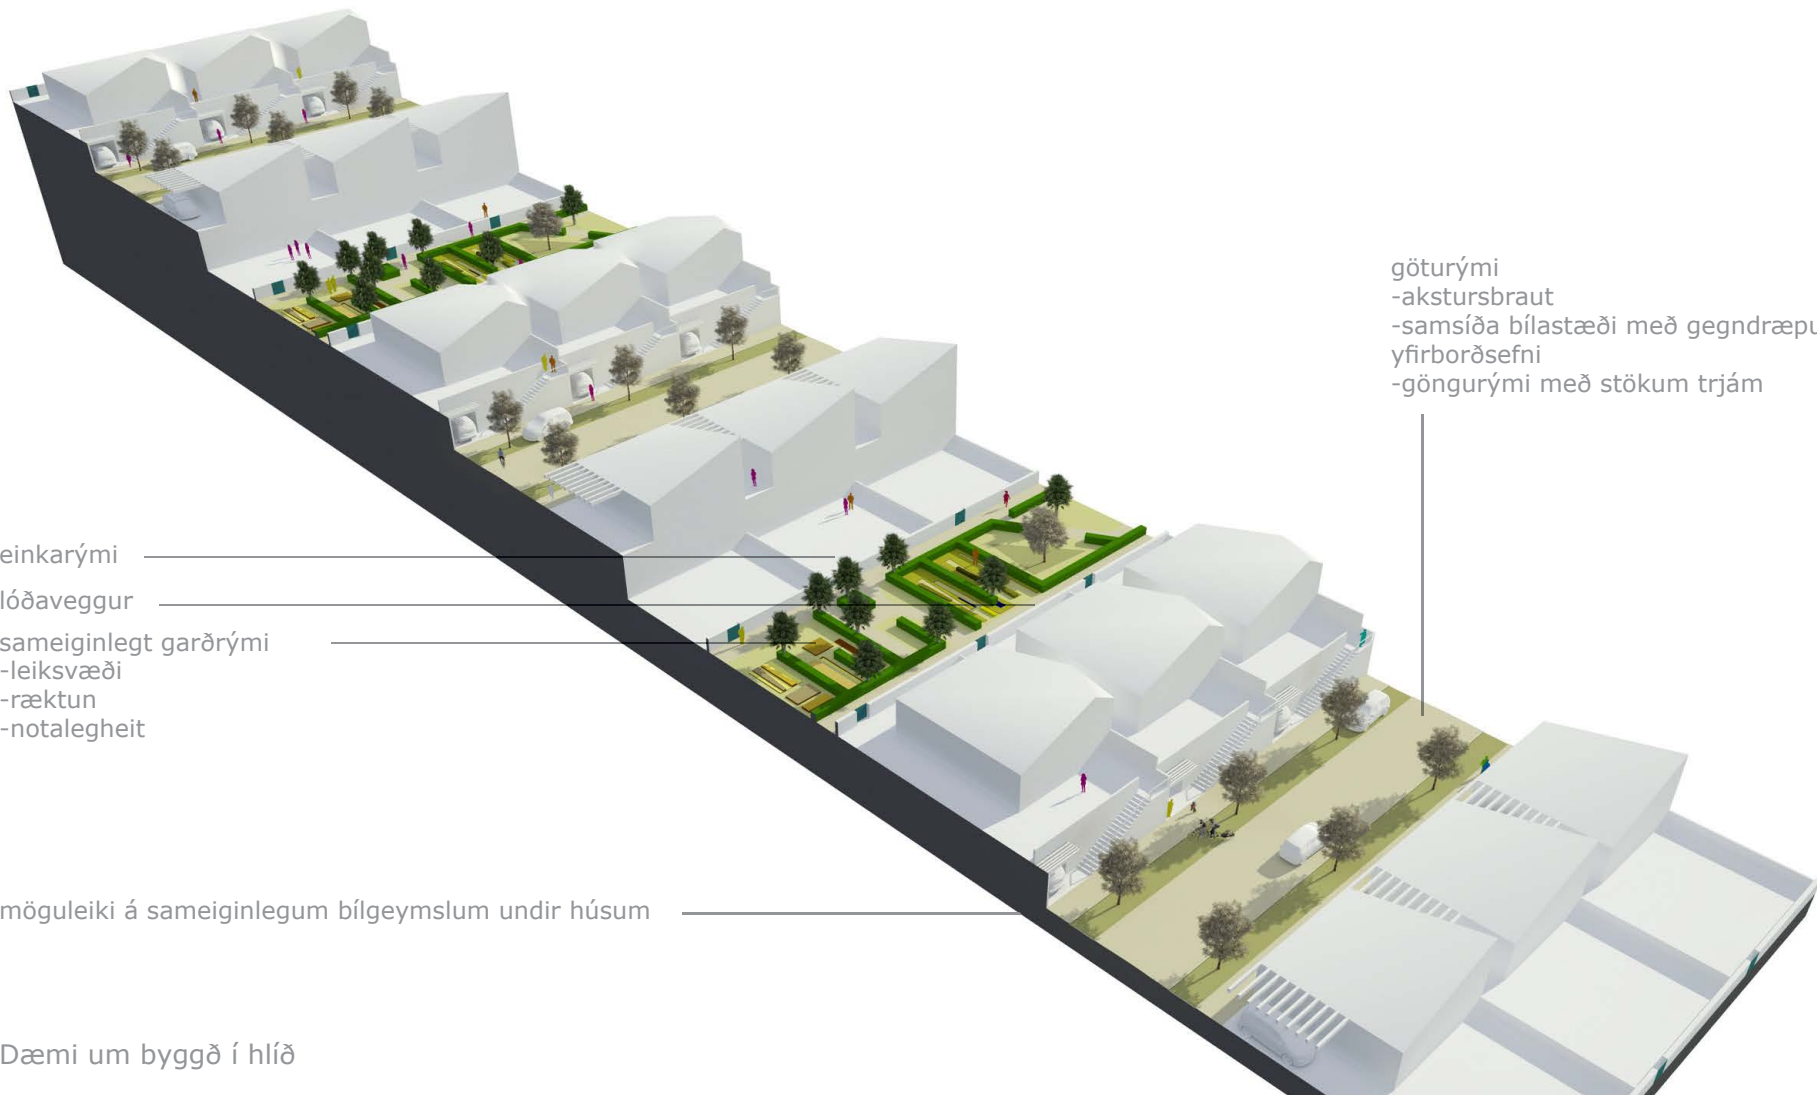 göturými
-akstursbraut
-samsíða bílastæði með gegndræpu
yfirborðsefni
-göngurými með stökum trjám
einkarými
lóðaveggur
sameiginlegt garðrými
-leiksvæði
-ræktun
-notalegheit
möguleiki á sameiginlegum bílgeymslum undir húsum
Dæmi um byggð í hlíð